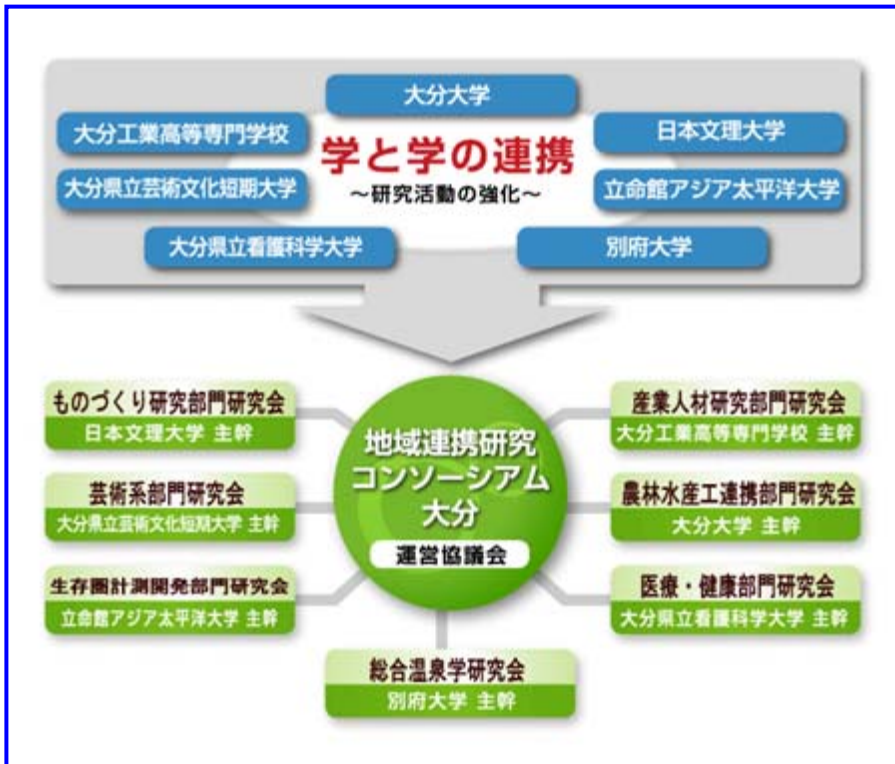 大分大学
大分工業高等専門学校
日本文理大学
学と学の連携
大分県立芸術文化短期大学
~研究活動の強化~
立命館アジア太平洋大学
大分県立看護科学大学
別府大学
ものづくり研究部門研究会
日本文理大学 主幹
芸術系部門研究会
大分県立芸術文化短期大学 主幹
生存圏計測開発部門研究会
立命館アジア太平洋大学 主幹
地域連携研究
コンソーシアム
大分
運営協議会
産業人材研究部門研究会
大分工業高等専門学校 主幹
農林水産工連携部門研究会
大分大学 主幹
医療・健康部門研究会
大分県立看護科学大学 主幹
総合温泉学研究会
別府大学 主幹